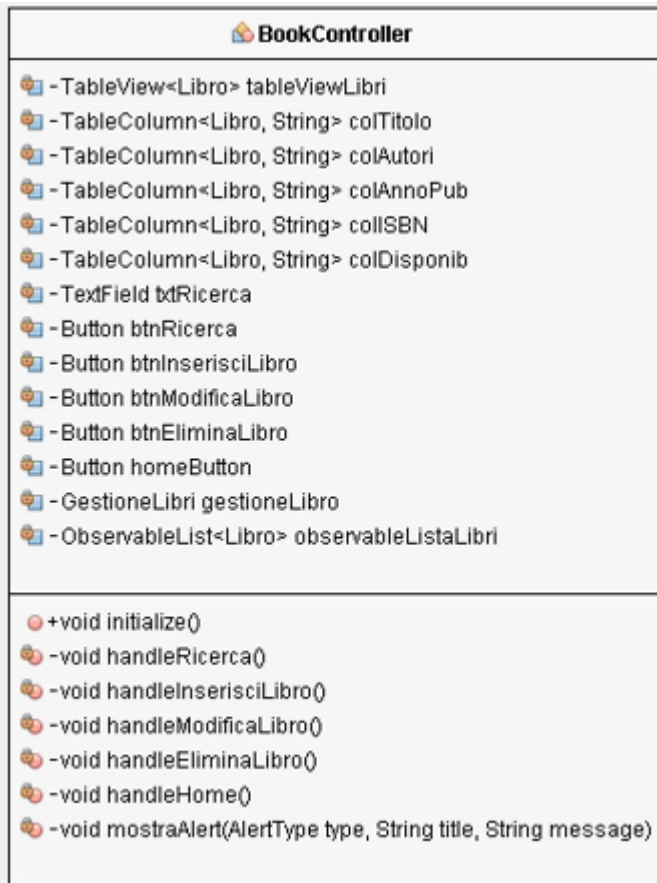 BookController
-TableView<Libro> tableViewLibri
-TableColumn<Libro, String> colTitolo
-TableColumn<Libro, String> colAutori
-TableColumn<Libro, String> colAnnoPub
-TableColumn<Libro, String> colISBN
-TableColumn<Libro, String> colDisponib
-TextField txtRicerca
-Button btnRicerca
-Button btnInserisciLibro
-Button btnModificaLibro
-Button btnEliminaLibro
-Button homeButton
-GestioneLibri gestioneLibro
-ObservableList<Libro> observableListaLibri
+void initialize()
-void handleRicerca()
-void handleInserisciLibro()
-void handleModificaLibro()
-void handleEliminaLibro()
-void handleHome()
-void mostraAlert(AlertType type, String title, String message)